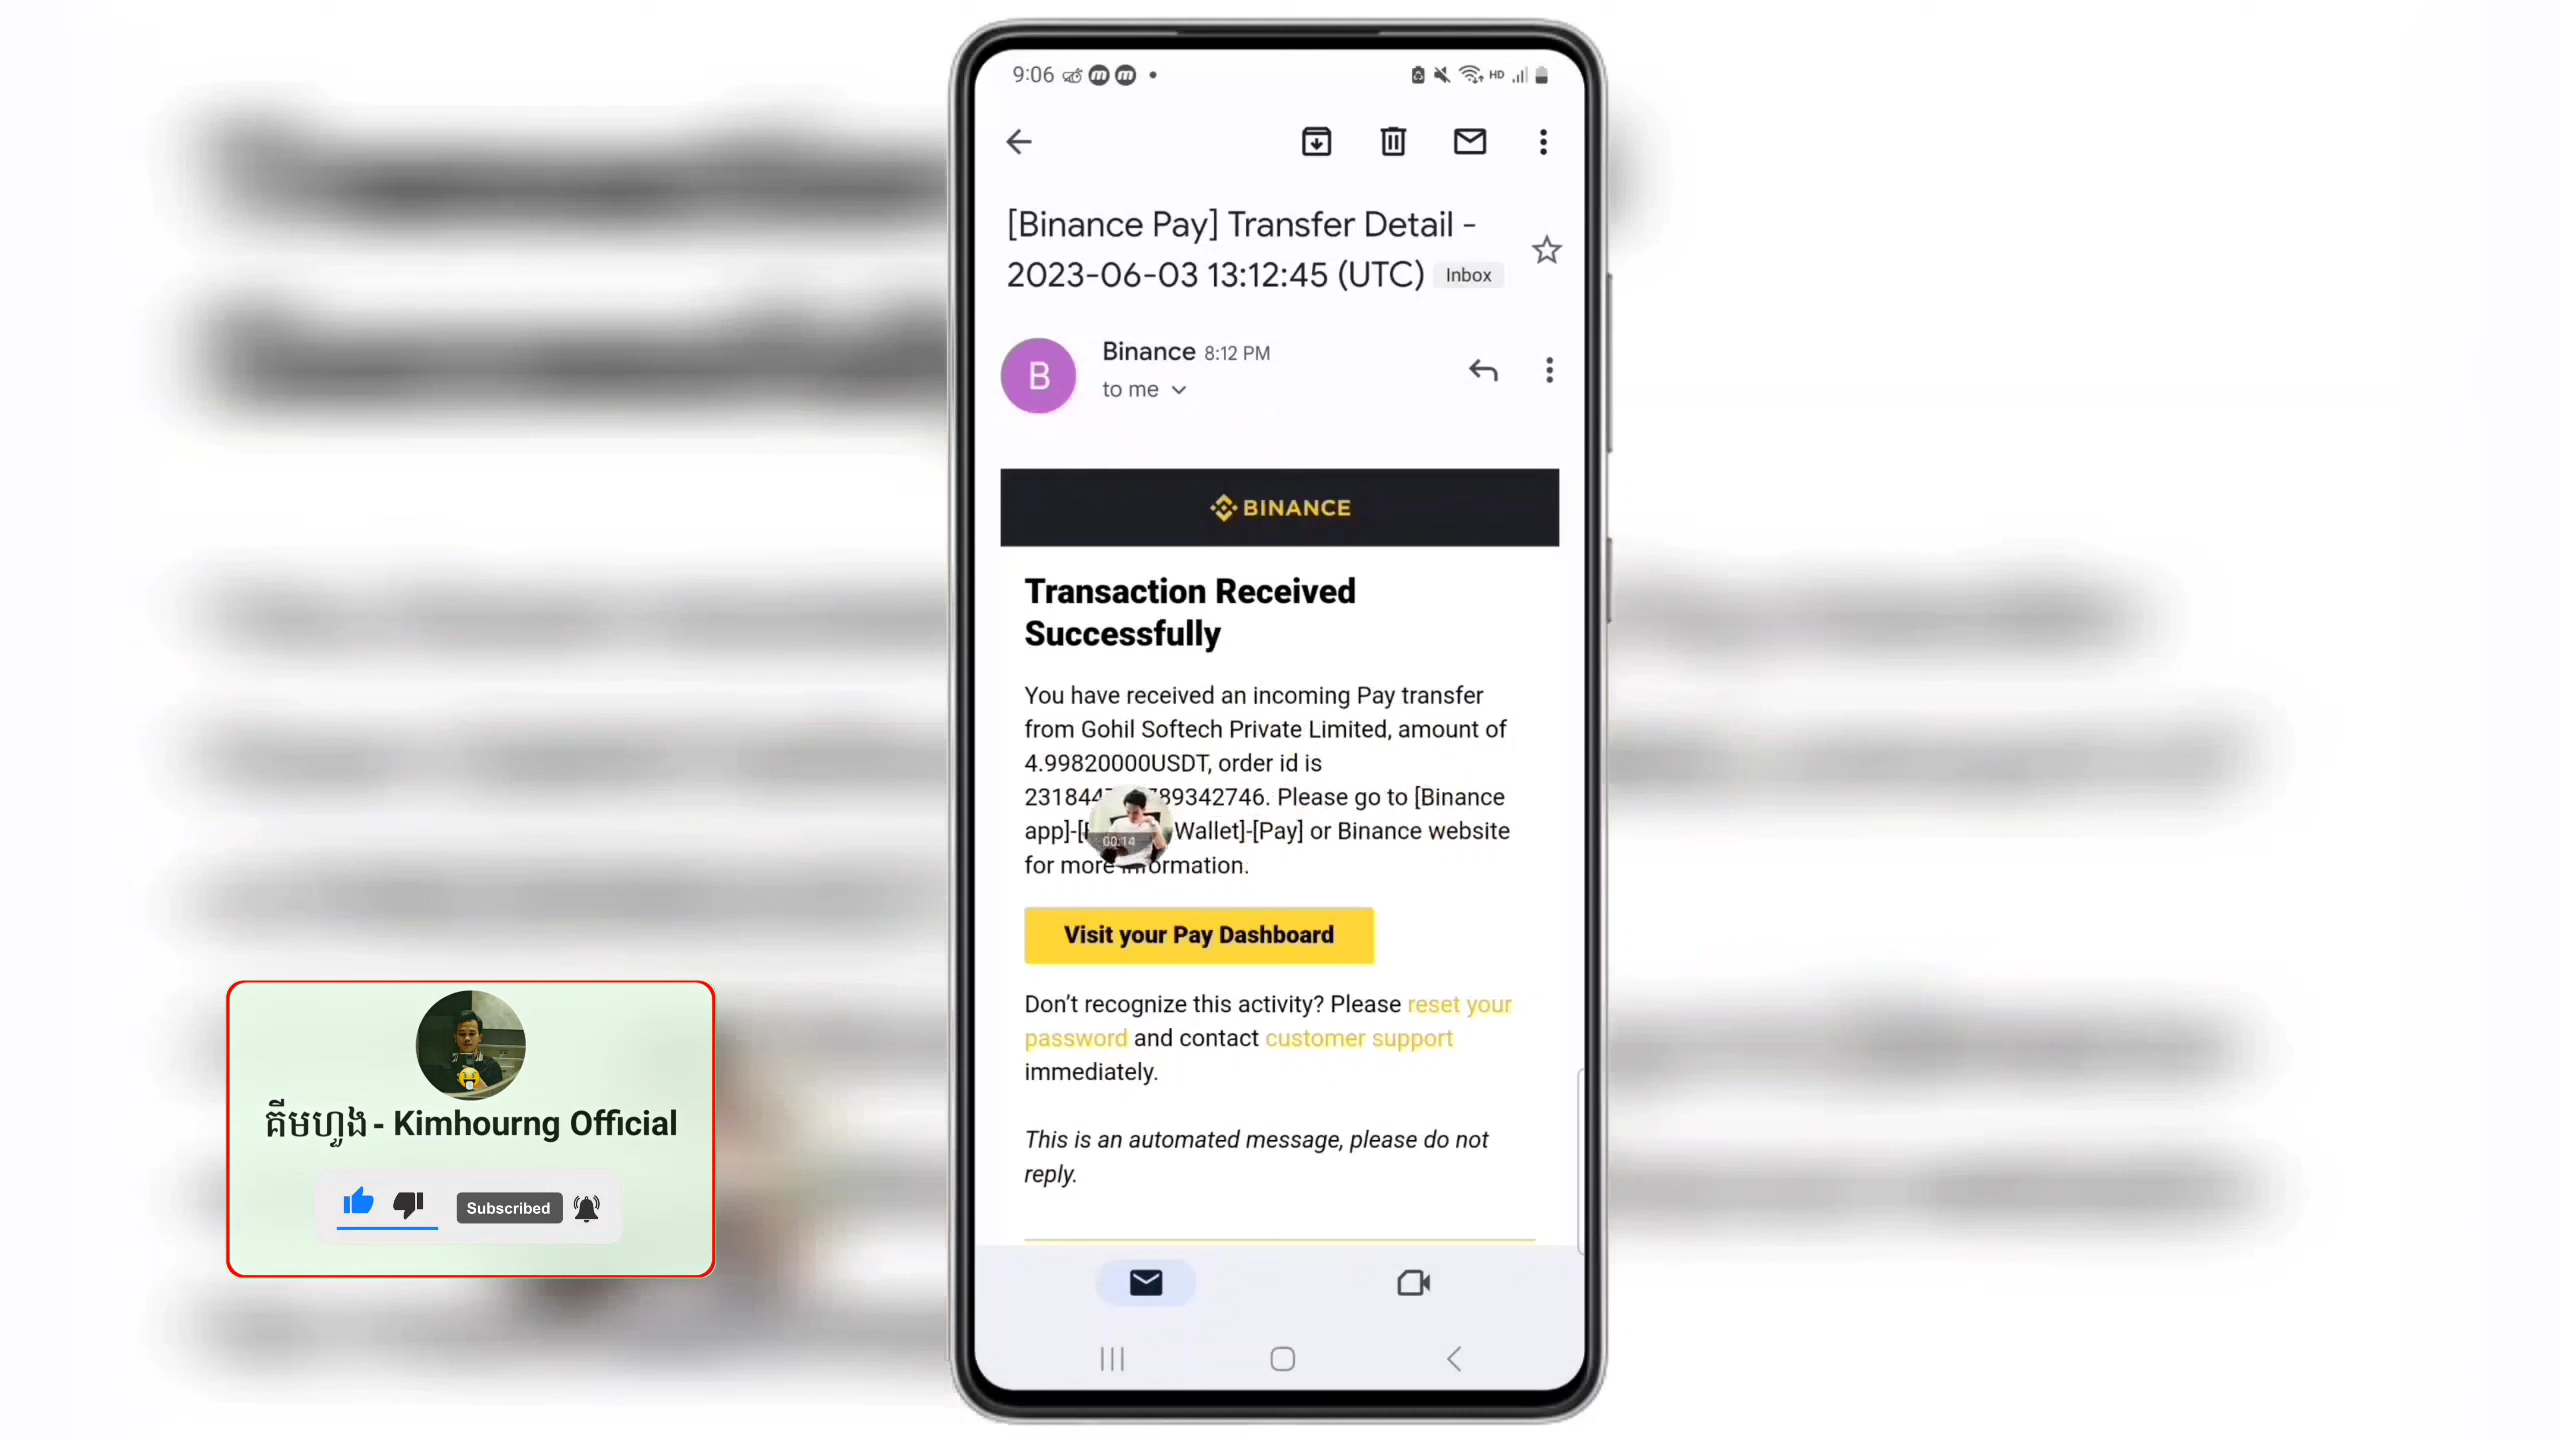 9:06
HD
[Binance Pay] Transfer Detail -
2023-06-03 13:12:45 (UTC) Inbox
B
Binance 8:12 PM
to me
BINANCE
Transaction Received
Successfully
You have received an incoming Pay transfer
from Gohil Softech Private Limited, amount of
4.99820000USDT, order id is
Please go to [Binance
Wallet]-[Pay] or Binance website
00:14
for more information.
Visit your Pay Dashboard
Don't recognize this activity? Please reset your
password and contact customer support
immediately.
This is an automated message, please do not
reply.
គីមហួង - Kimhourng Official
Subscribed